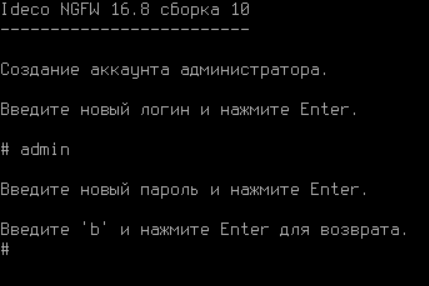 Ideco NGFW 16.8 сборка 10
-------------------------
Создание аккаунта администратора.
Введите новый логин и нажмите Enter.
# admin
Введите новый пароль и нажмите Enter.
Введите 'b' и нажмите Enter для возврата.
#